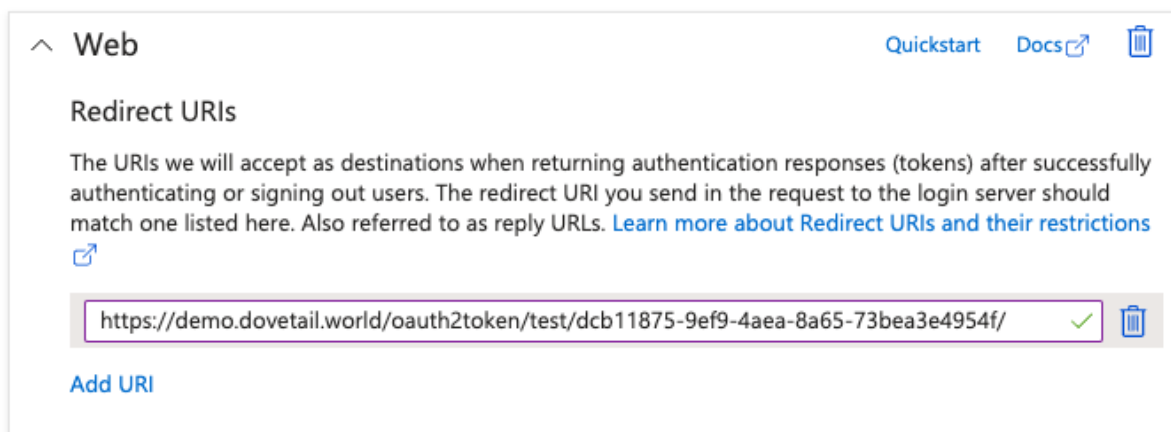 Web
Quickstart
Docs
Redirect URIs
The URIs we will accept as destinations when returning authentication responses (tokens) after successfully
authenticating or signing out users. The redirect URI you send in the request to the login server should
match one listed here. Also referred to as reply URLs. Learn more about Redirect URIs and their restrictions
https://demo.dovetail.world/oauth2token/test/dcb11875-9ef9-4aea-8a65-73bea3e4954f/
Add URI